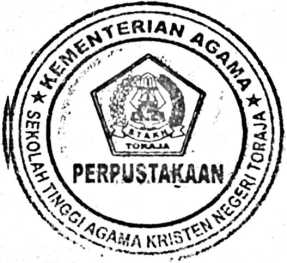 ★ KEMENTERIAN AGAMA ★
STAKN
TORAJA
PERPUSTAKAAN
SEKOLAH TINGGI AGAMA KRISTEN NEGERI TORAJA